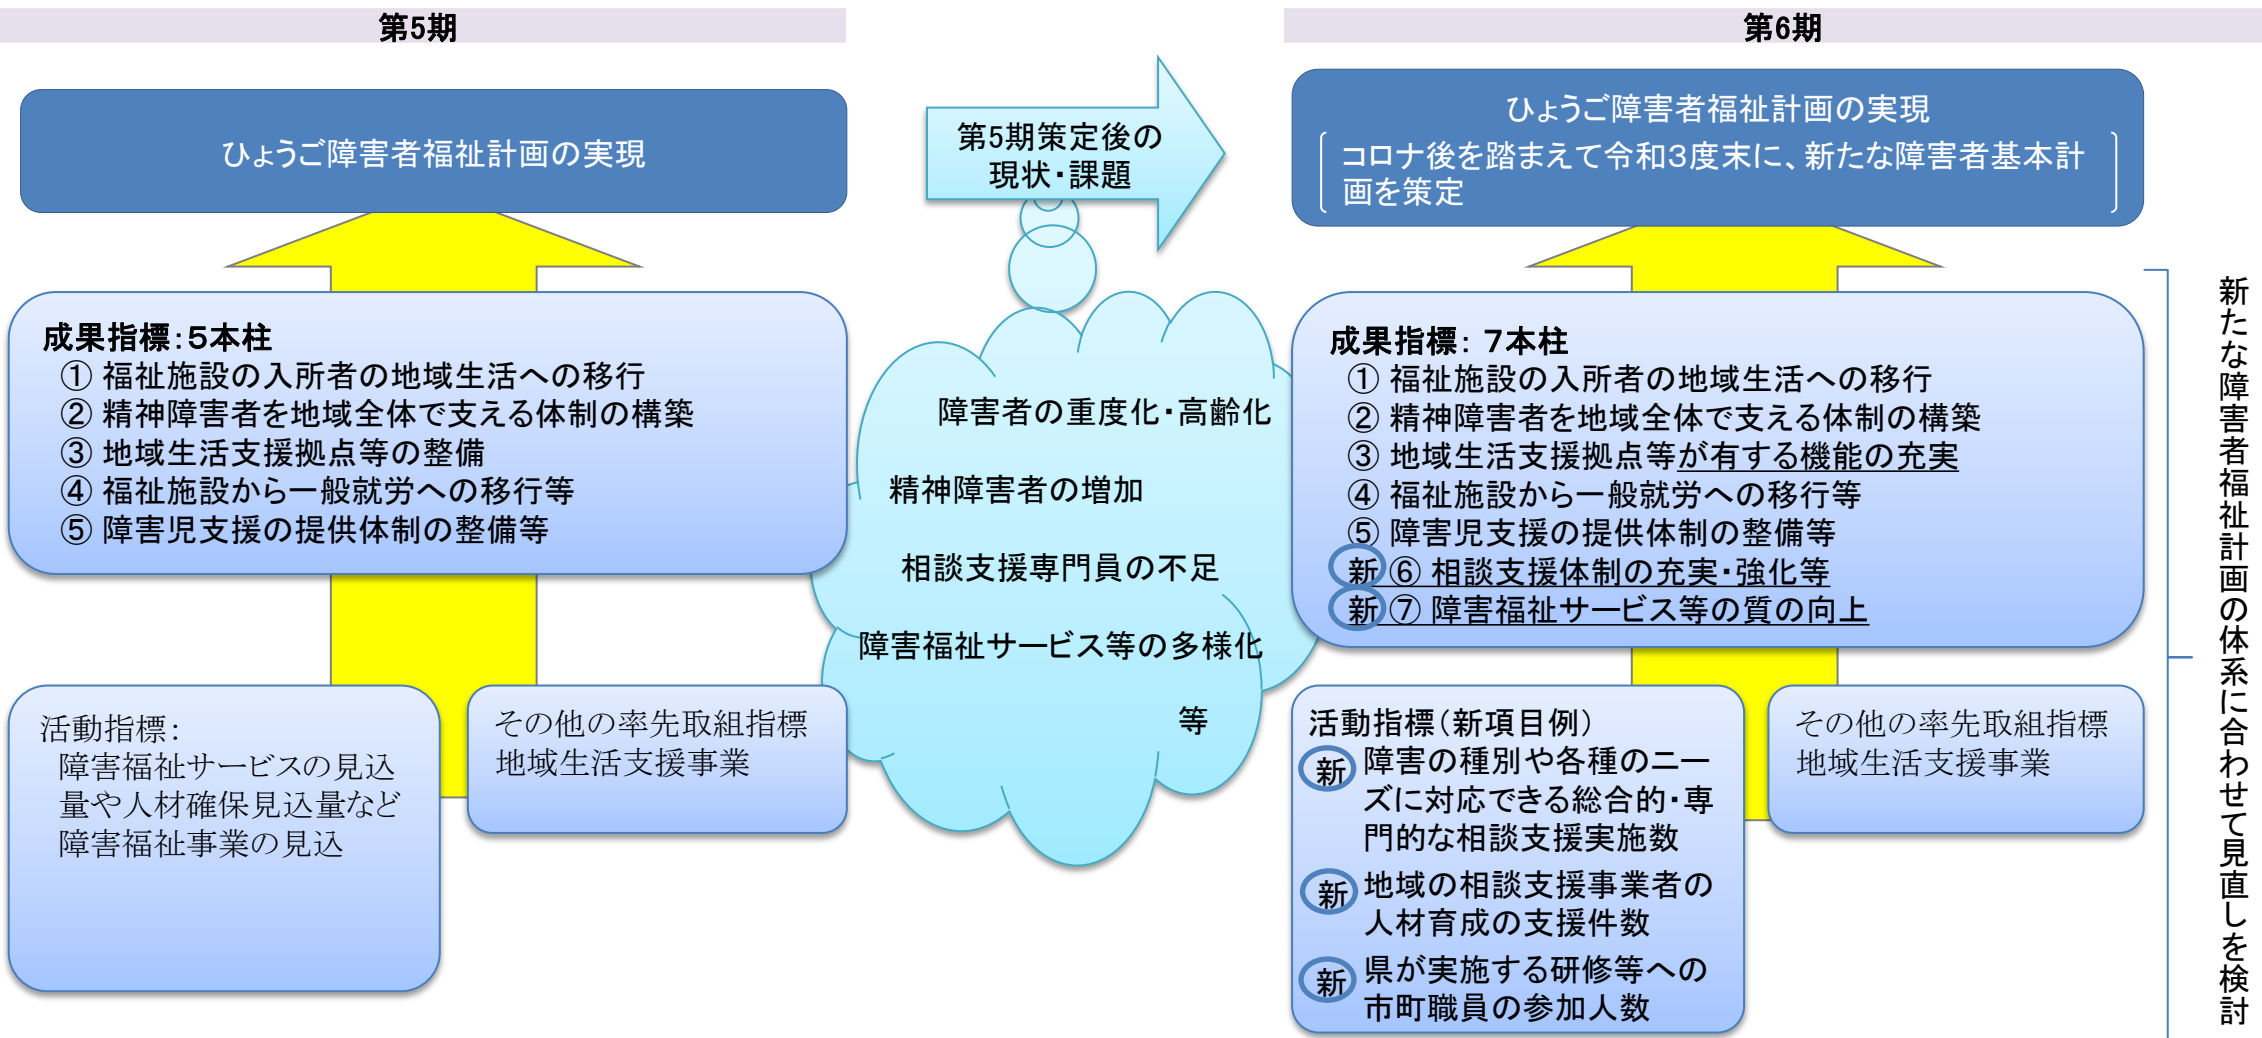 第5期
ひょうご障害者福祉計画の実現
成果指標：５本柱
① 福祉施設の入所者の地域生活への移行
② 精神障害者を地域全体で支える体制の構築
③ 地域生活支援拠点等の整備
④ 福祉施設から一般就労への移行等
⑤ 障害児支援の提供体制の整備等
活動指標：
障害福祉サービスの見込
量や人材確保見込量など
障害福祉事業の見込
その他の率先取組指標
地域生活支援事業
第5期策定後の
現状・課題
障害者の重度化・高齢化
精神障害者の増加
相談支援専門員の不足
障害福祉サービス等の多様化
等
第6期
ひょうご障害者福祉計画の実現
コロナ後を踏まえて令和３度末に、新たな障害者基本計
画を策定
成果指標： ７本柱
① 福祉施設の入所者の地域生活への移行
② 精神障害者を地域全体で支える体制の構築
③ 地域生活支援拠点等が有する機能の充実
④ 福祉施設から一般就労への移行等
⑤ 障害児支援の提供体制の整備等
新 ⑥ 相談支援体制の充実・強化等
新 ⑦ 障害福祉サービス等の質の向上
活動指標（新項目例）
新 障害の種別や各種のニー
ズに対応できる総合的・専
門的な相談支援実施数
新 地域の相談支援事業者の
人材育成の支援件数
新 県が実施する研修等への
市町職員の参加人数
その他の率先取組指標
地域生活支援事業
新たな障害者福祉計画の体系に合わせて見直しを検討